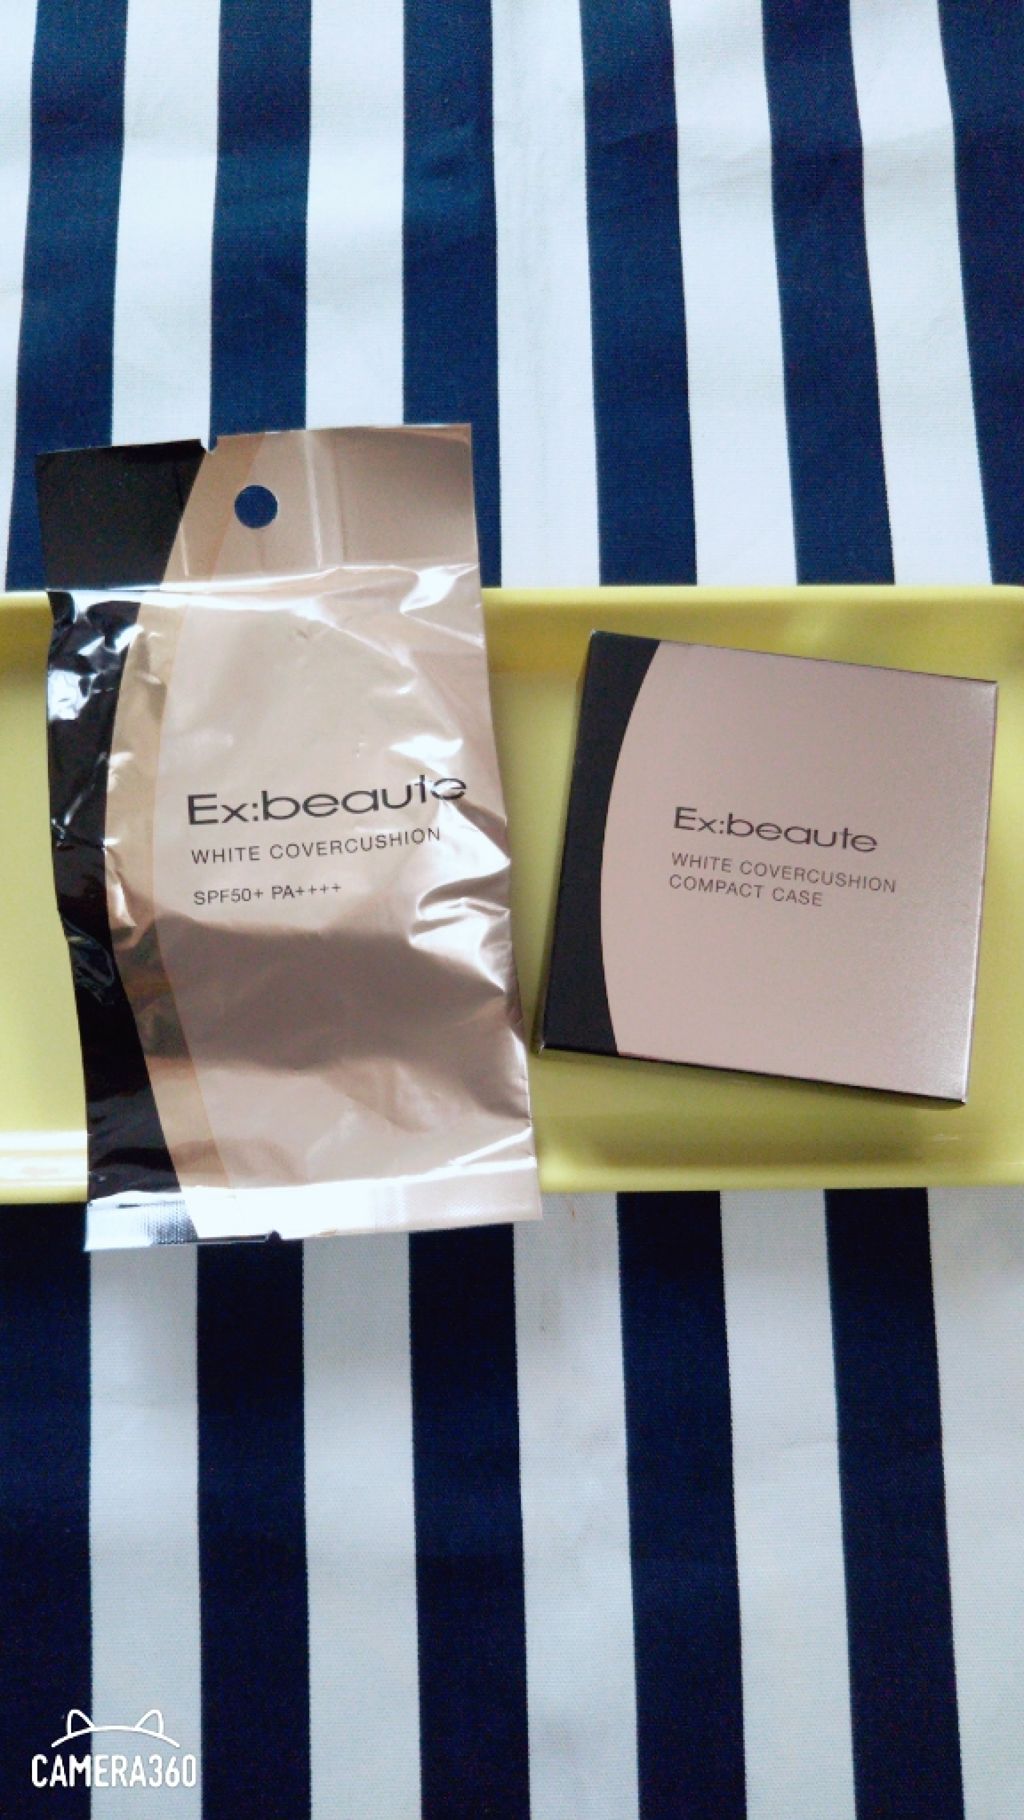 Ex:beaute
WHITE COVERCUSHION
SPF50+ PA++++
Ex:beaute
WHITE COVERCUSHION
COMPACT CASE
CAMERA360